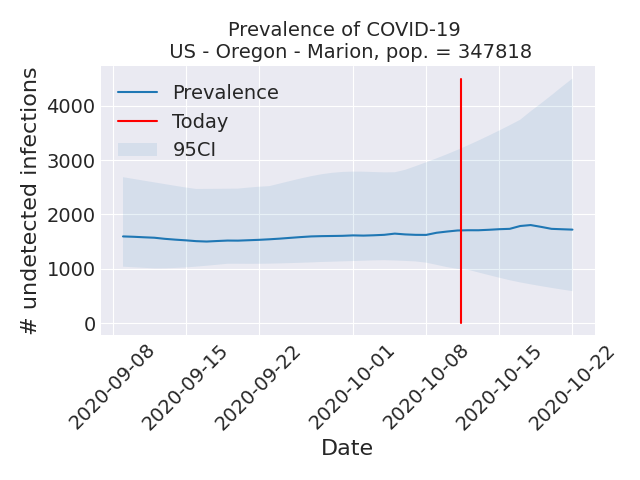 Prevalence of COVID-19
US - Oregon - Marion, pop. = 347818
# undetected infections
4000
3000
2000
1000
0
Prevalence
Today
95CI
2020-09-08
2020-09-15
2020-09-22
2020-10-01
2020-10-08
2020-10-15
2020-10-22
Date